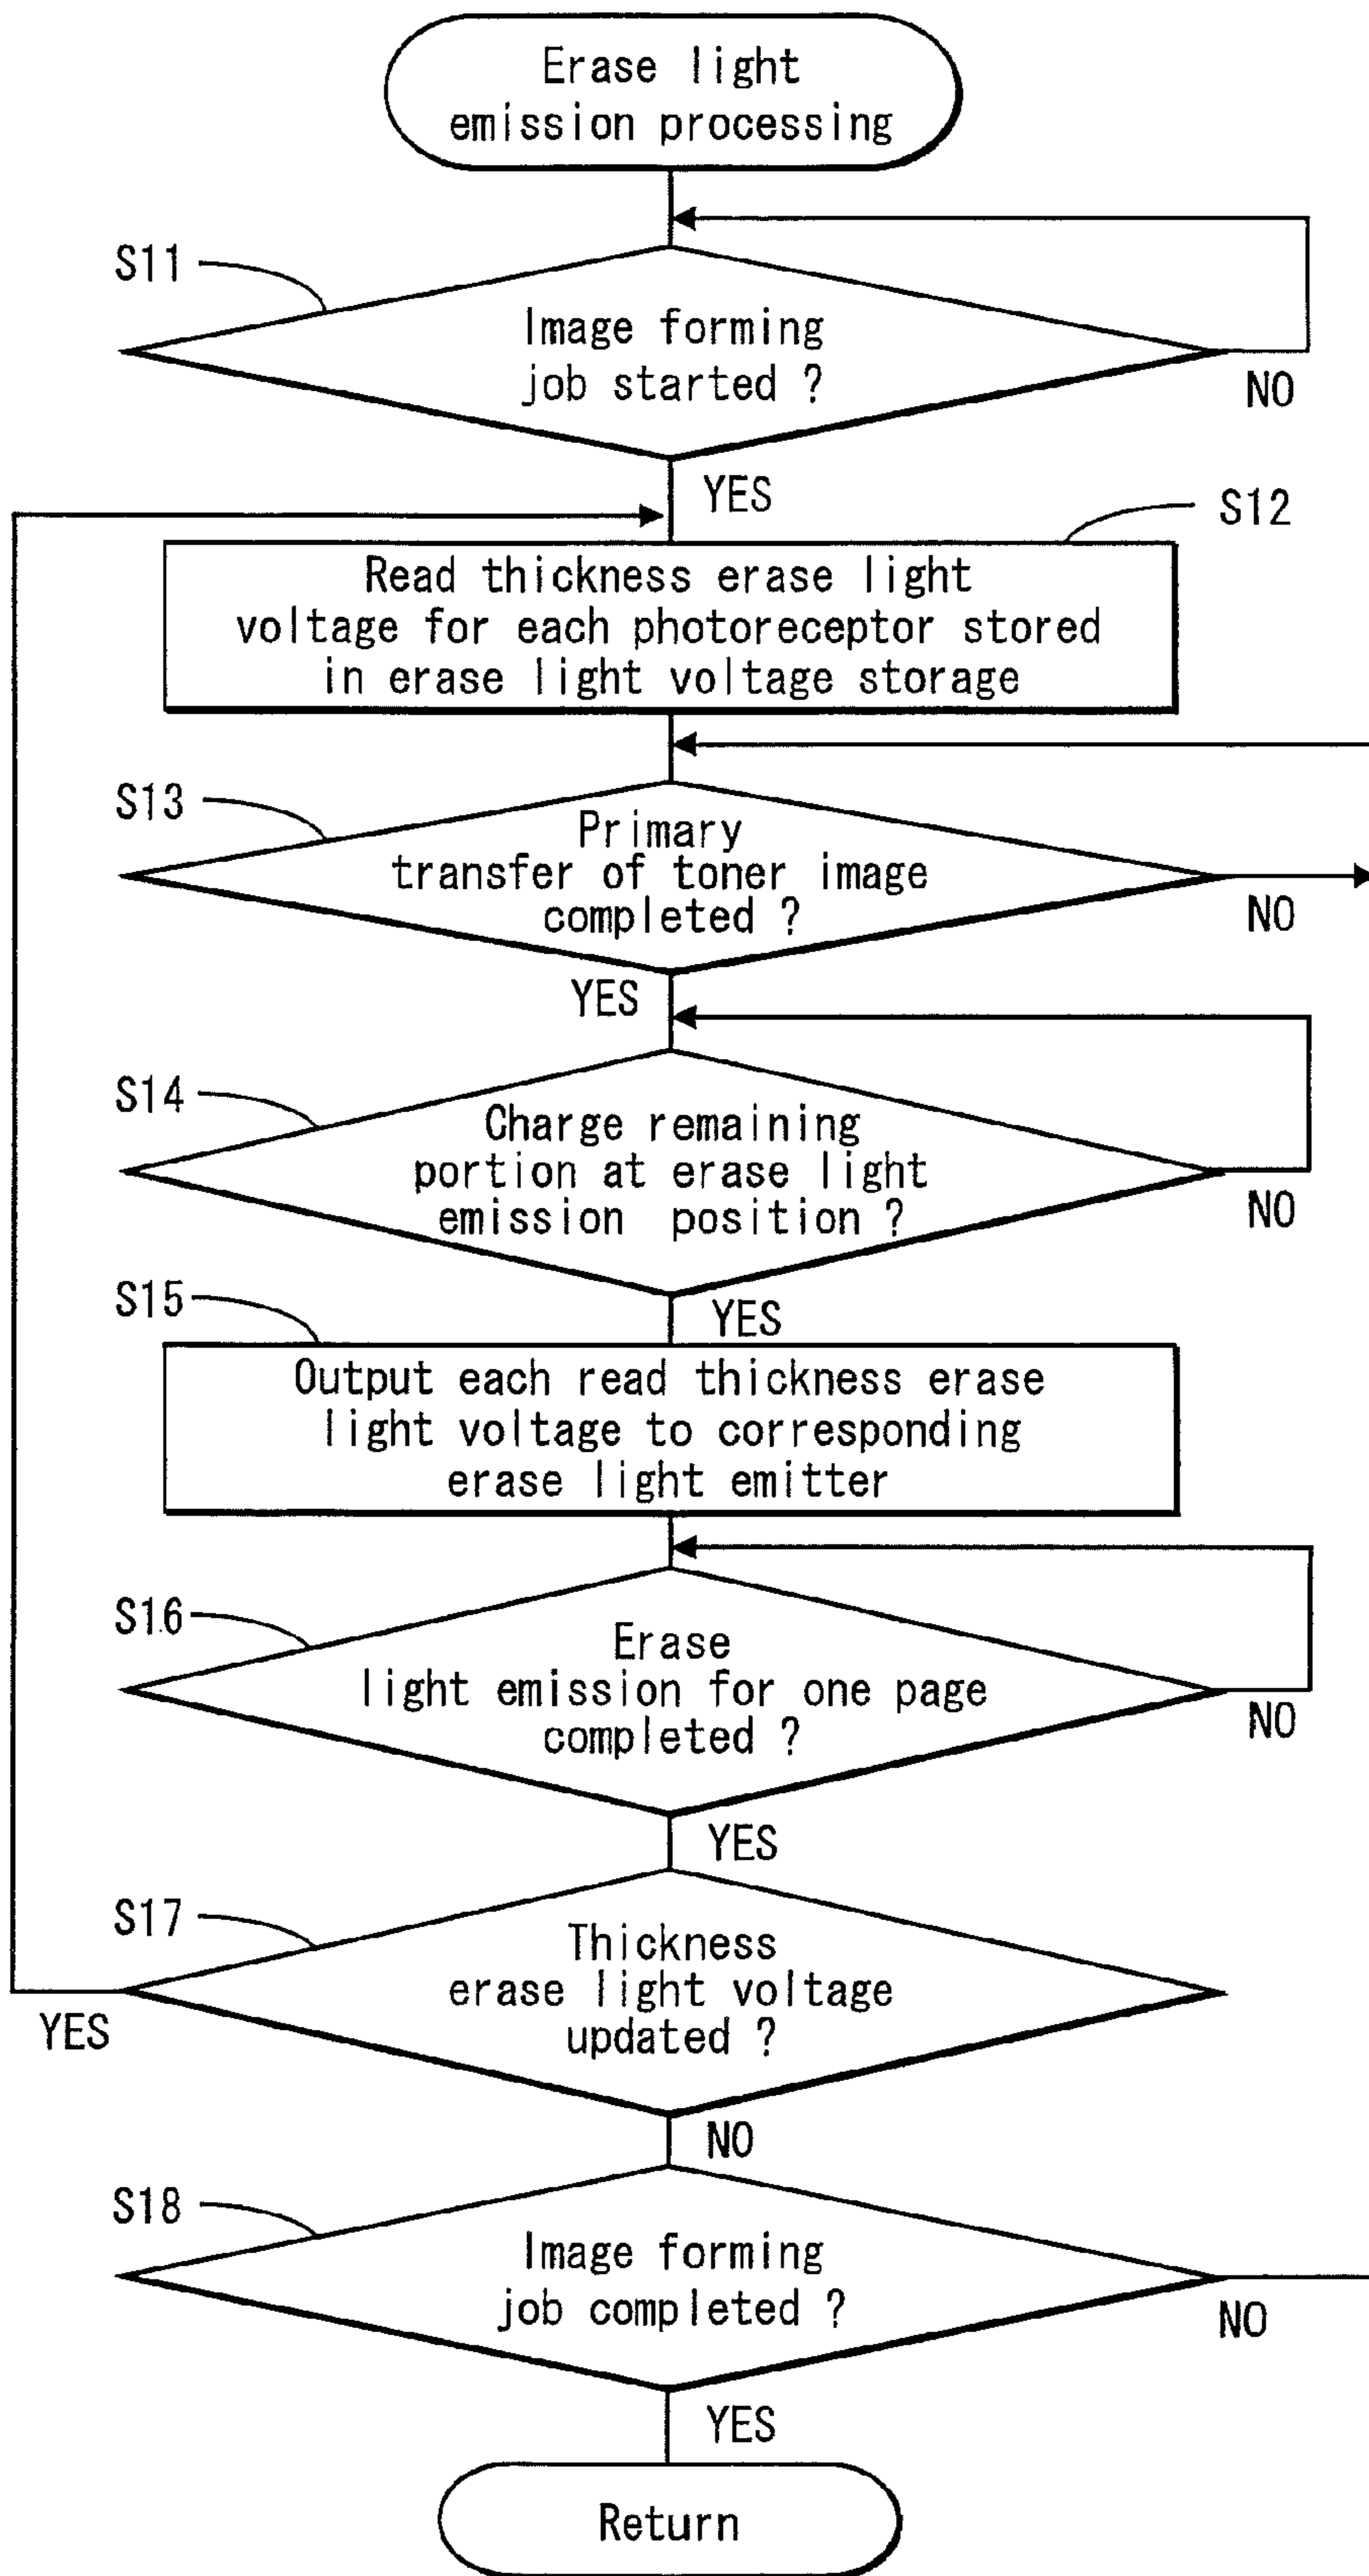 Erase light
emission processing
S11
Image forming
job started ?
NO
YES
S12
Read thickness erase light
voltage for each photoreceptor stored
in erase light voltage storage
S13
Primary
transfer of toner image
completed ?
NO
YES
S14
Charge remaining
portion at erase light
emission position ?
NO
S15
YES
Output each read thickness erase
light voltage to corresponding
erase light emitter
S16
Erase
light emission for one page
completed ?
NO
YES
S17
Thickness
erase light voltage
updated ?
YES
NO
S18
Image forming
job completed ?
NO
YES
Return